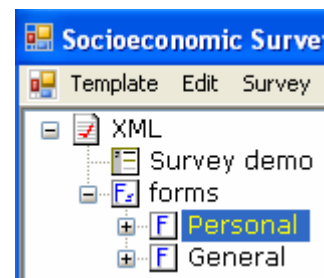 Socioeconomic Surve
Template Edit Survey
XML
Survey demo
forms
F Personal
F General